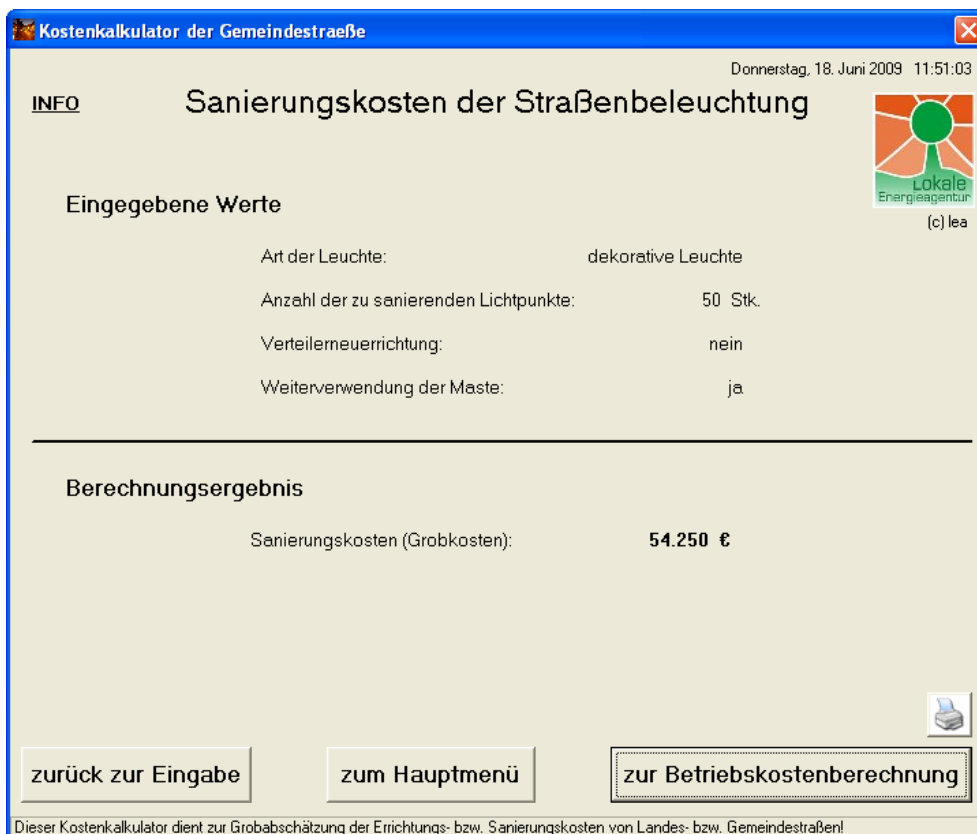 Kostenkalkulator der Gemeindestraeße
Donnerstag, 18. Juni 2009 11:51:03
INFO
Sanierungskosten der Straßenbeleuchtung
Lokale
Energieagentur
(c) lea
Eingegebene Werte
Art der Leuchte: dekorative Leuchte
Anzahl der zu sanierenden Lichtpunkte: 50 Stk.
Verteilerneuerrichtung: nein
Weiterverwendung der Maste: ja
Berechnungsergebnis
Sanierungskosten (Grobkosten): 54.250 €
zurück zur Eingabe
zum Hauptmenü
zur Betriebskostenberechnung
Dieser Kostenkalkulator dient zur Grobabschätzung der Errichtungs- bzw. Sanierungskosten von Landes- bzw. Gemeindestraßen!